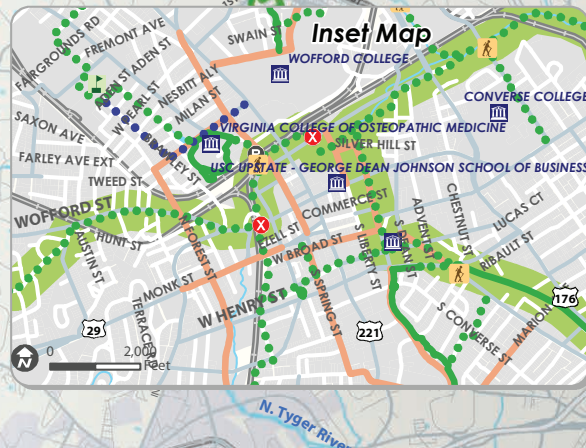 Inset Map
FAIRGROUNDS RD
FREMONT AVE
SWAIN ST
WOFFORD COLLEGE
ADEN ST
ADEN ST
W PEARL ST
NESBITT ALY
MILAN ST
CONVERSE COLLEGE
SAXON AVE
VIRGINIA COLLEGE OF OSTEOPATHIC MEDICINE
X
SILVER HILL ST
FARLEY AVE EXT
USC UPSTATE - GEORGE DEAN JOHNSON SCHOOL OF BUSINESS
TWEED ST
WOFFORD ST
COMMERCE ST
CHESTNUT ST
ADVENT ST
LUCAS CT
X
EZELL ST
HUNT ST
AUSTIN ST
N FOREST ST
W BROAD ST
S LIBERTY ST
S DEAN ST
RIBAULT ST
MONK ST
W HENRY ST
S SPRING ST
176
29
221
S CONVERSE ST
MARION
0
2,000
Feet
N
N. Tyger River